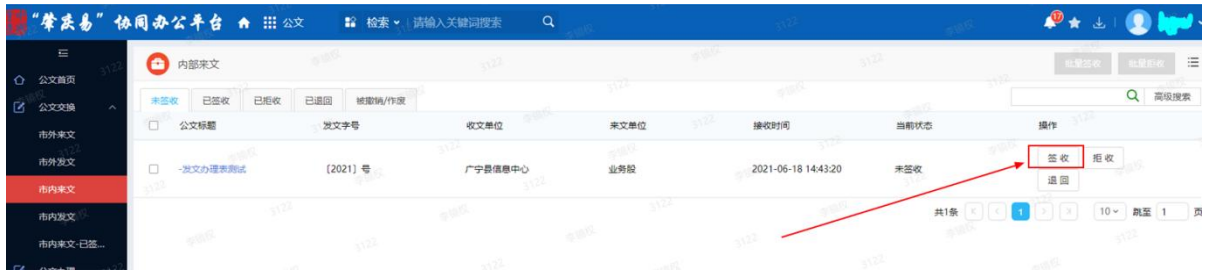 “肇庆易”协同办公平台 公文 检索 请输入关键词搜索 17
公文首页
公文交换
市外来文
市外发文
市内来文
市内发文
市内来文-已签...
内部来文 批量签收 批量拒收
未签收 已签收 已拒收 已退回 被撤销/作废 高级搜索
公文标题 发文字号 收文单位 来文单位 接收时间 当前状态 操作
-发文办理表测试 〔2021〕号 广宁县信息中心 业务股 2021-06-18 14:43:20 未签收 签收 拒收
退回
共1条 1 10 跳至 1 页